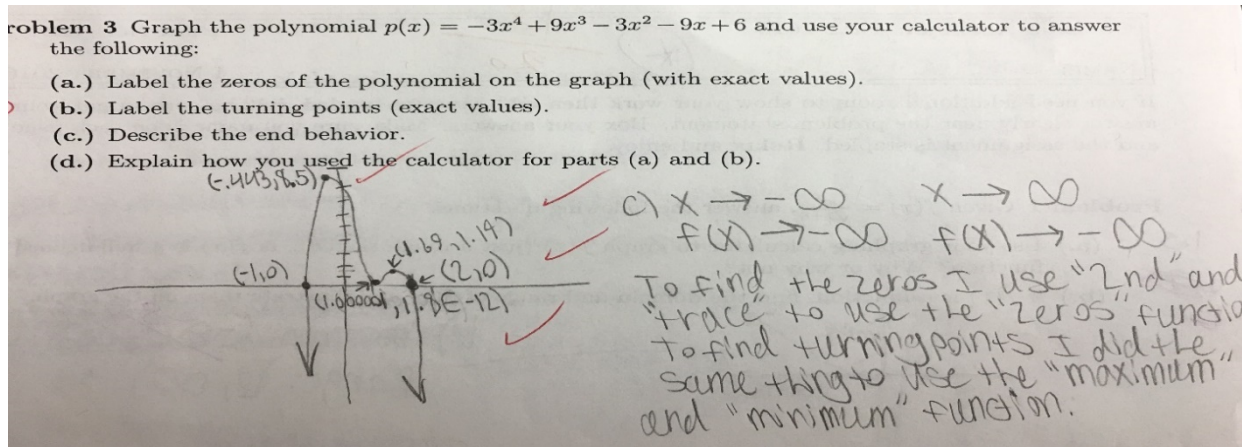 roblem 3 Graph the polynomial p(x) = −3x⁴ + 9x³ − 3x² − 9x + 6 and use your calculator to answer
the following:
(a.) Label the zeros of the polynomial on the graph (with exact values).
(b.) Label the turning points (exact values).
(c.) Describe the end behavior.
(d.) Explain how you used the calculator for parts (a) and (b).
(-.443, 8.5)
(1.69, 1.14)
(-1,0)
(2,0)
(1.000001, 1.8E-12)
c) x → -∞ x → ∞
f(x) → -∞ f(x) → -∞
To find the zeros I use "2nd" and
"trace" to use the "zeros" functio
To find turning points I did the
same thing to use the "maximum"
and "minimum" function.